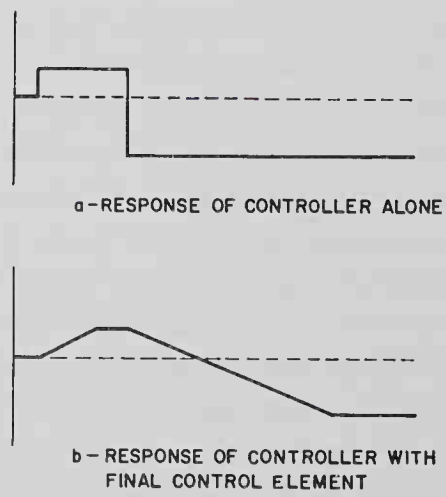 a-RESPONSE OF CONTROLLER ALONE
b-RESPONSE OF CONTROLLER WITH
FINAL CONTROL ELEMENT